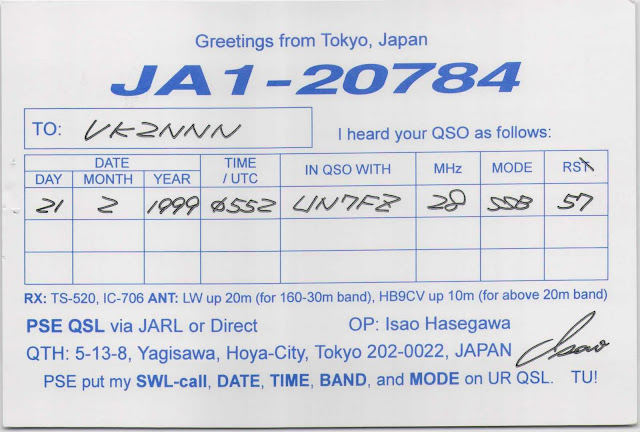 Greetings from Tokyo, Japan
JA1-20784
TO: VK2NNN
I heard your QSO as follows:
DATE TIME / UTC IN QSO WITH MHz MODE RST
DAY MONTH YEAR
21 2 1999 0552 UN7FZ 28 SSB 57
RX: TS-520, IC-706 ANT: LW up 20m (for 160-30m band), HB9CV up 10m (for above 20m band)
PSE QSL via JARL or Direct OP: Isao Hasegawa
QTH: 5-13-8, Yagisawa, Hoya-City, Tokyo 202-0022, JAPAN Isao
PSE put my SWL-call, DATE, TIME, BAND, and MODE on UR QSL. TU!